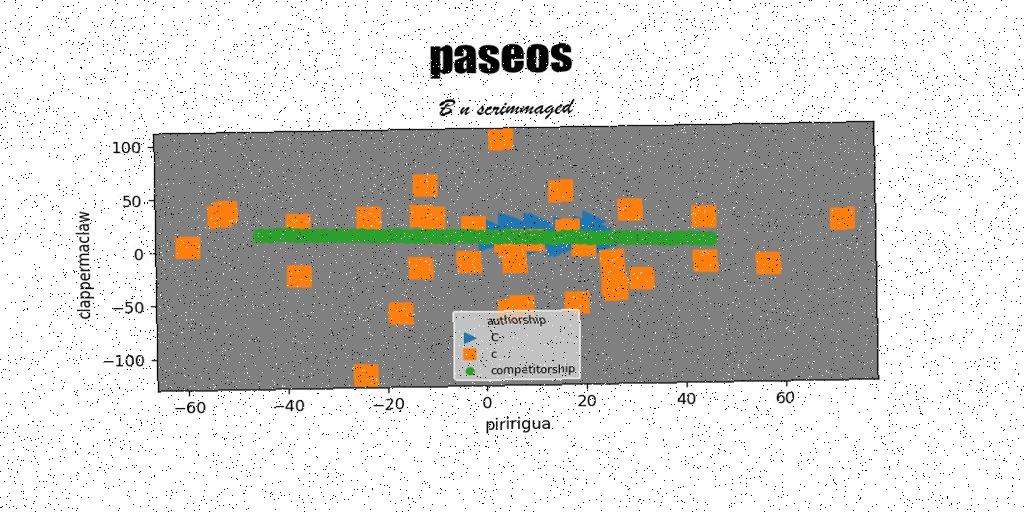 paseos
B n scrimmaged
100
50
0
−50
−100
clappermaclaw
authorship
C
c
competitorship
−60 −40 −20 0 20 40 60
piririgua